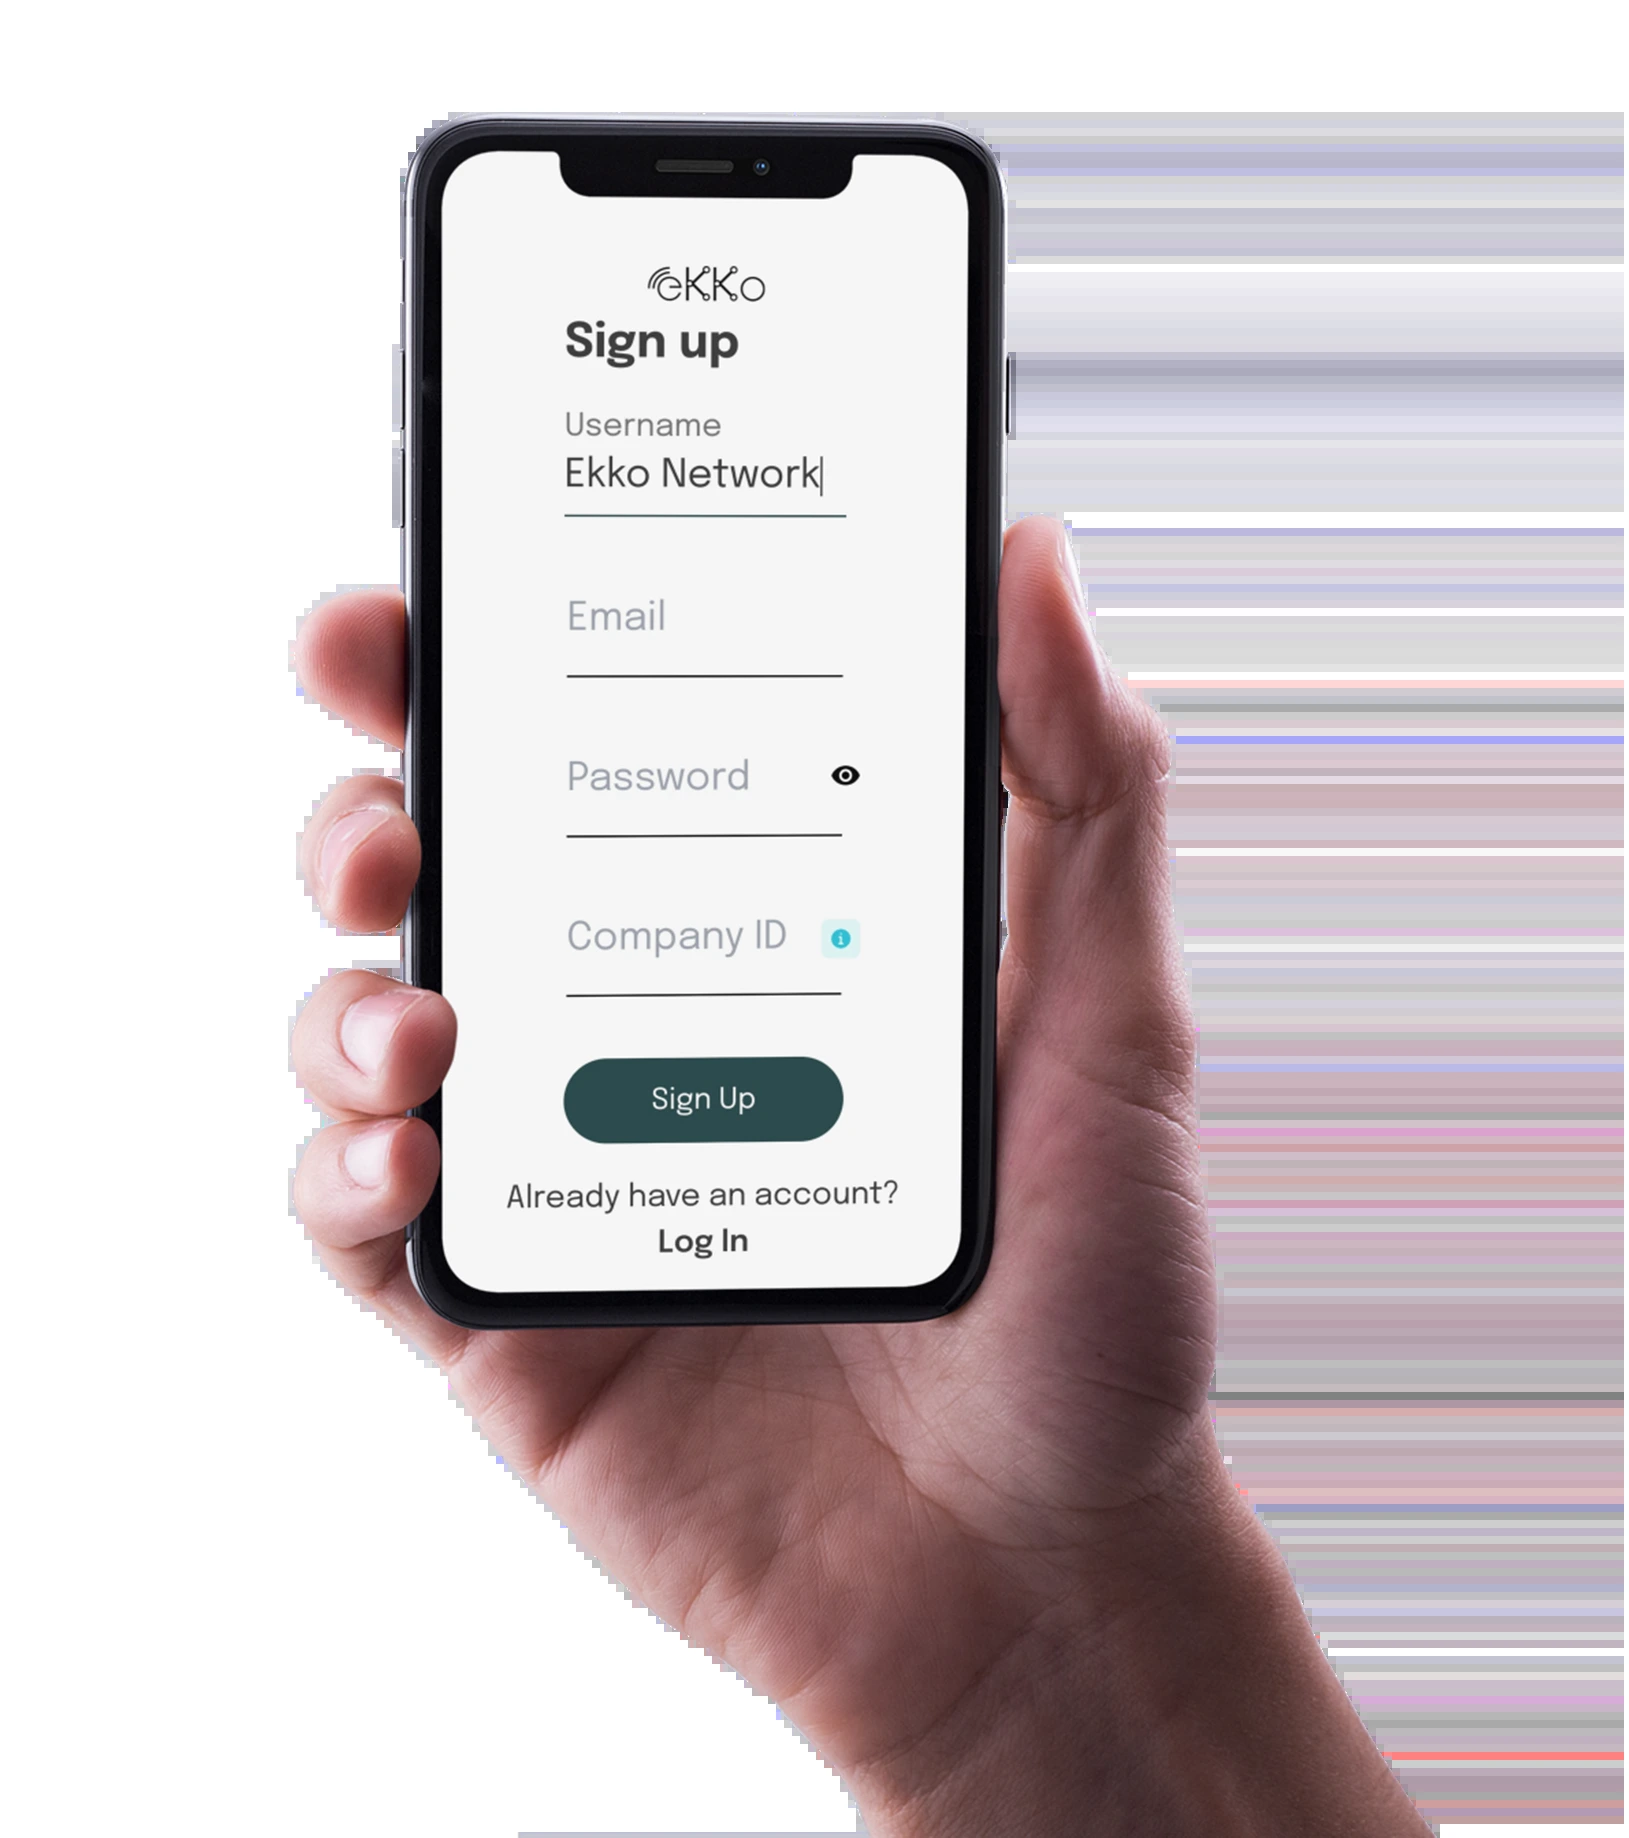 ekko
Sign up
Username
Ekko Network
Email
Password
Company ID
Sign Up
Already have an account?
Log In